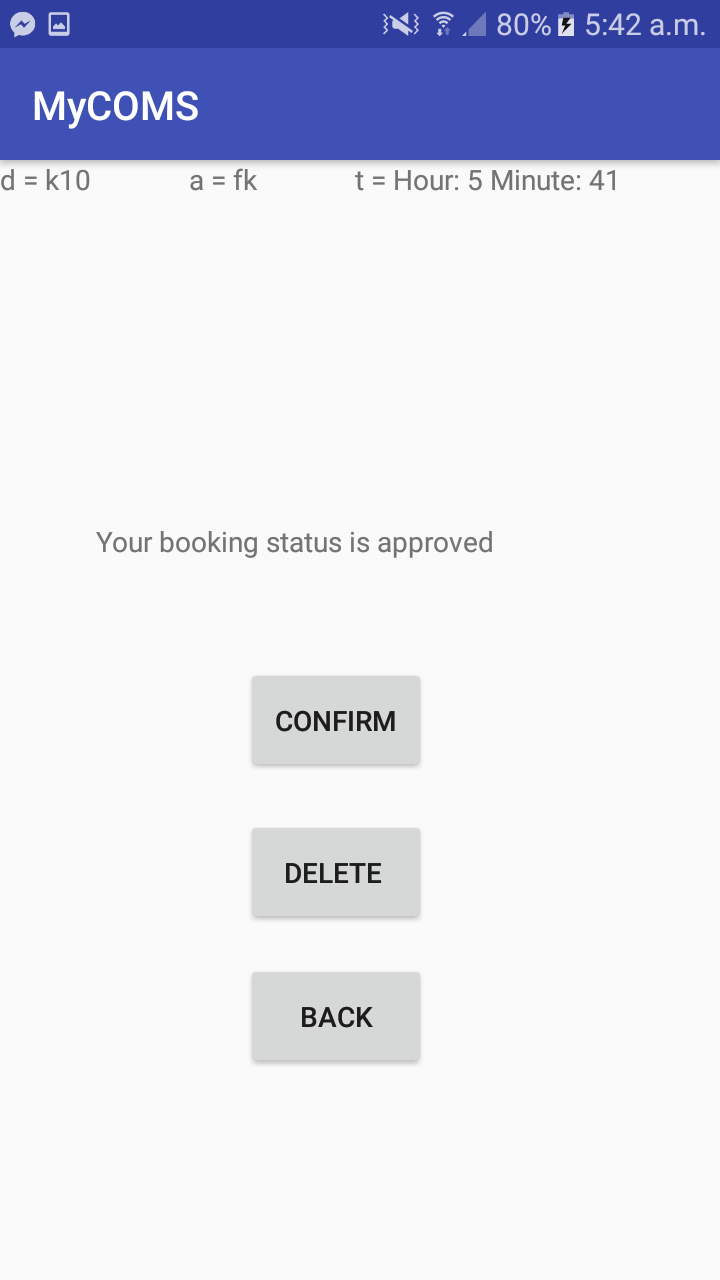 80% 5:42 a.m.
MyCOMS
d = k10 a = fk t = Hour: 5 Minute: 41
Your booking status is approved
CONFIRM
DELETE
BACK